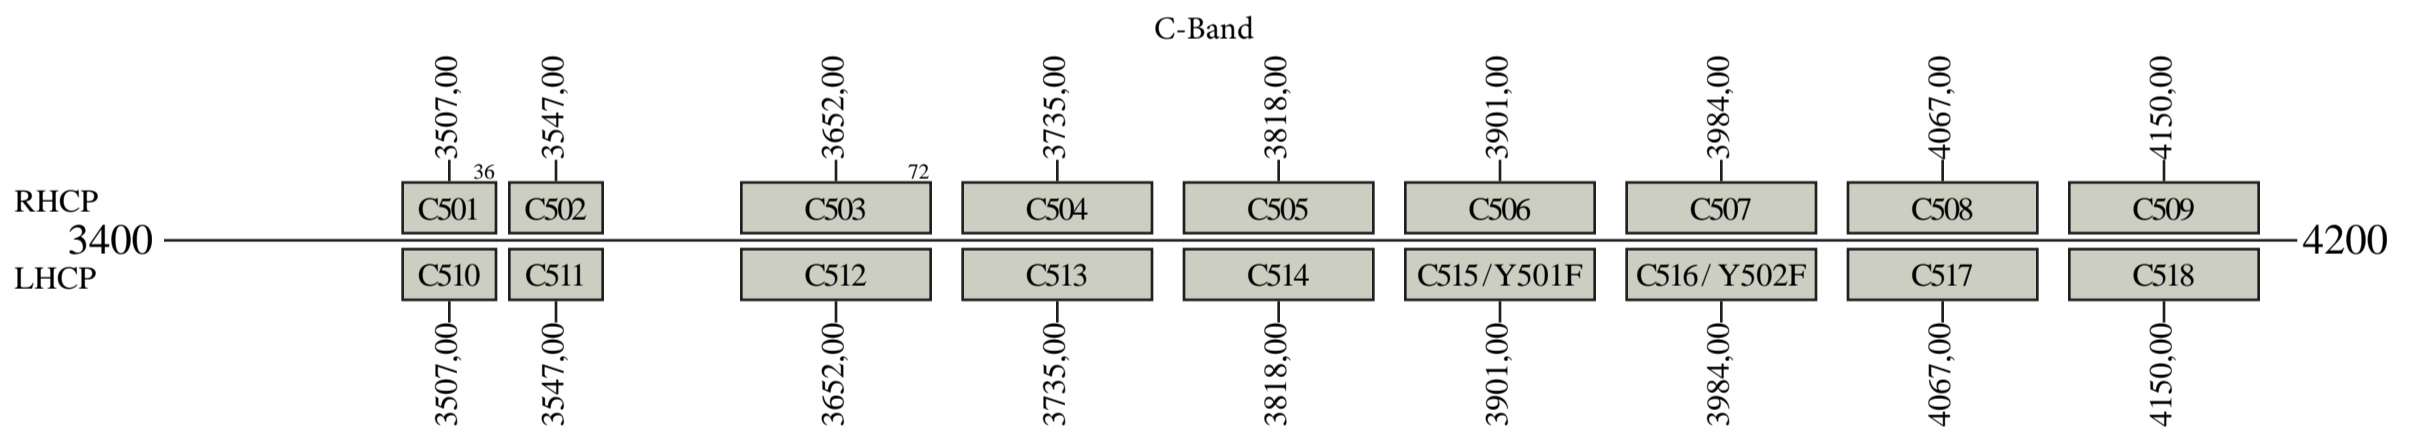 C-Band
3507,00 3547,00 3652,00 3735,00 3818,00 3901,00 3984,00 4067,00 4150,00
36 72
RHCP C501 C502 C503 C504 C505 C506 C507 C508 C509
3400 4200
LHCP C510 C511 C512 C513 C514 C515/Y501F C516/ Y502F C517 C518
3507,00 3547,00 3652,00 3735,00 3818,00 3901,00 3984,00 4067,00 4150,00